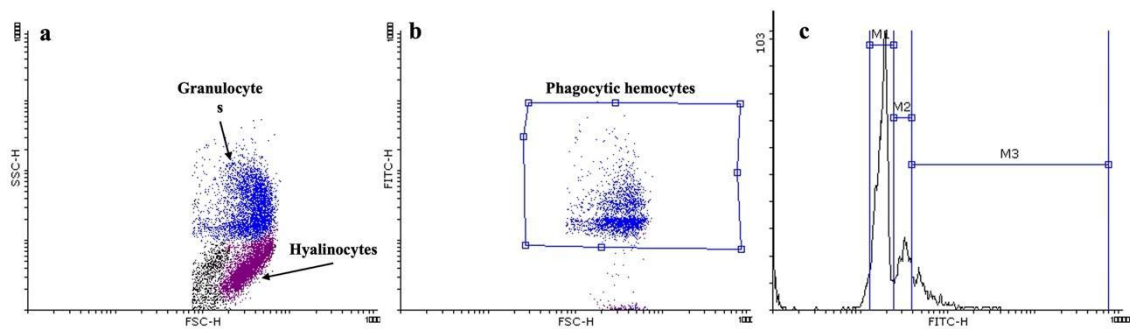 a
Granulocyte
s
Hyalinocytes
SSC-H
FSC-H
b
Phagocytic hemocytes
FITC-H
FSC-H
c
103
M1
M2
M3
FITC-H